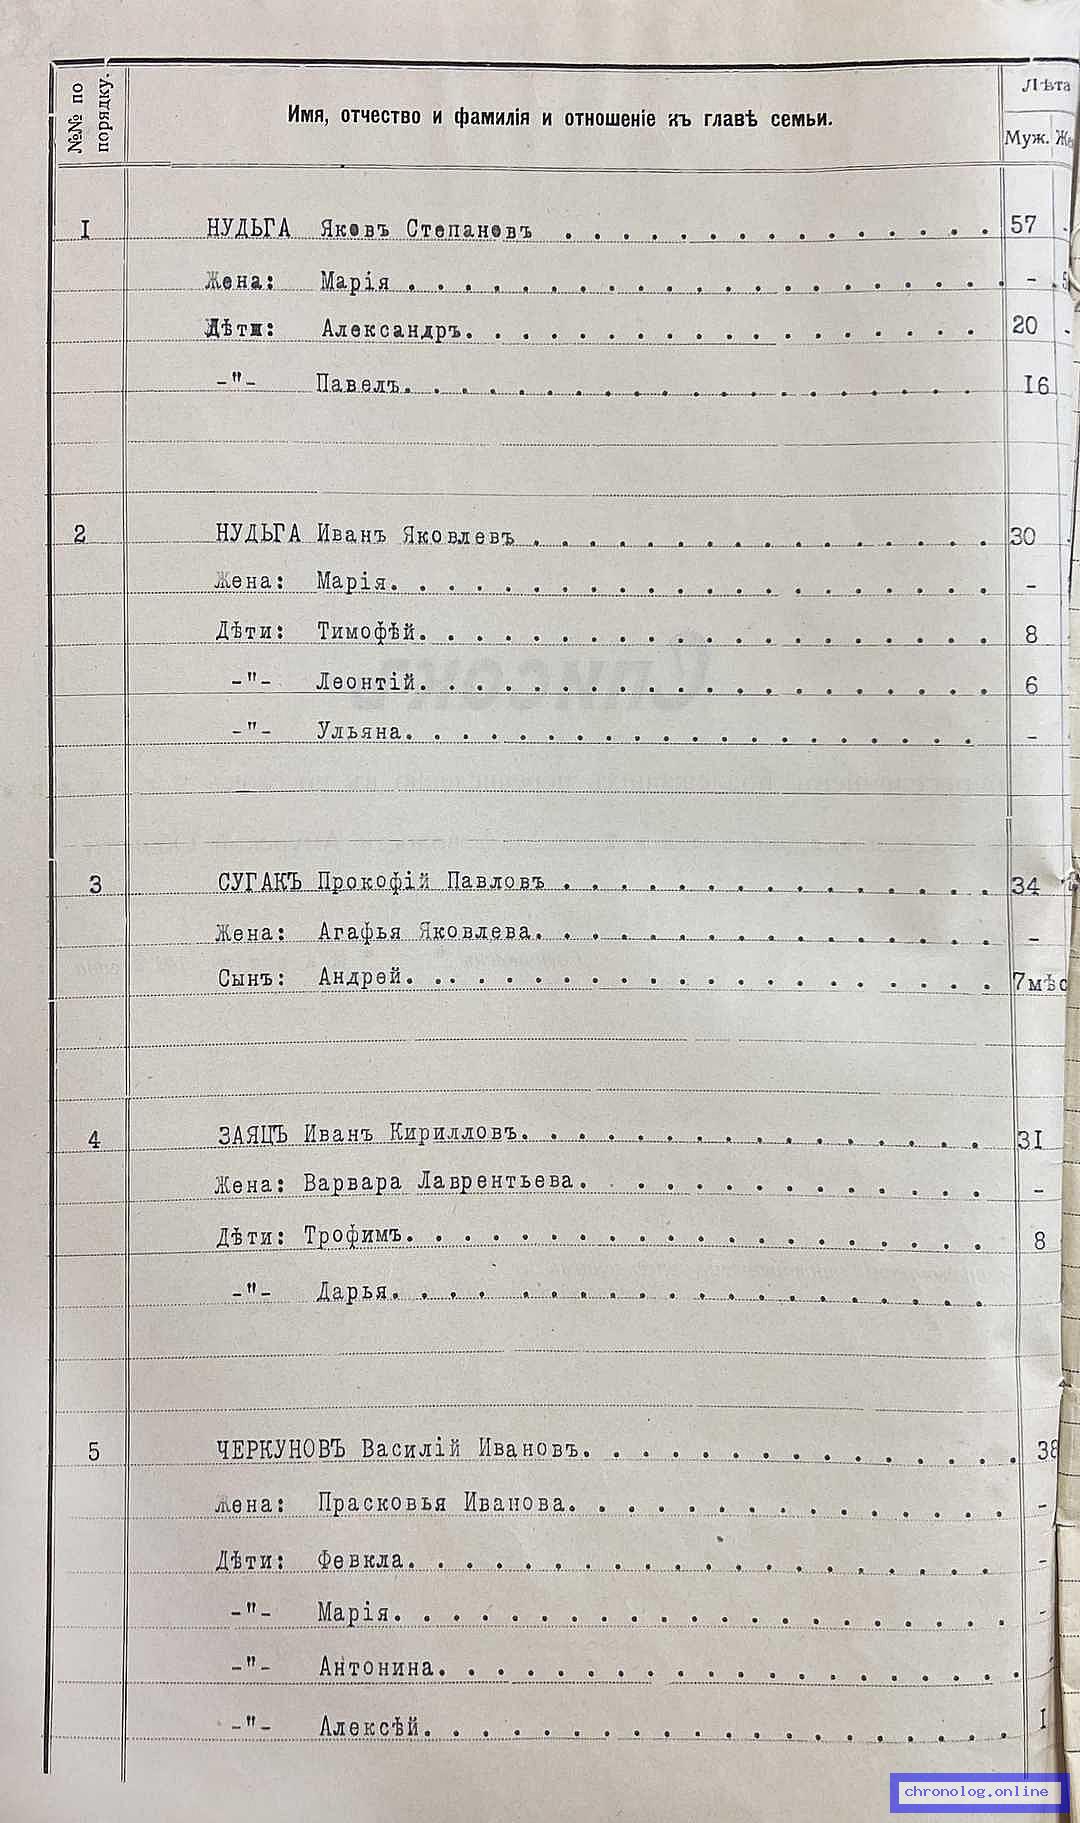 №№ по порядку.
Имя, отчество и фамилія и отношеніе къ главѣ семьи.
Лѣта
Муж.
I НУДЬГА Яковъ Степановъ 57
Жена: Марія -
Дѣти: Александръ. 20
-"- Павелъ. I6
2 НУДЬГА Иванъ Яковлевъ 30
Жена: Марія. -
Дѣти: Тимофѣй. 8
-"- Леонтій. 6
-"- Ульяна. -
3 СУГАКЪ Прокофій Павловъ 34
Жена: Агафья Яковлева. -
Сынъ: Андрей. 7мѣс
4 ЗАЯЦЪ Иванъ Кирилловъ. 3I
Жена: Варвара Лаврентьева. -
Дѣти: Трофимъ. 8
-"- Дарья.
5 ЧЕРКУНОВЪ Василій Ивановъ. 38
Жена: Прасковья Иванова. -
Дѣти: Февкла. -
-"- Марія. -
-"- Антонина.
-"- Алексѣй. I
chronolog.online